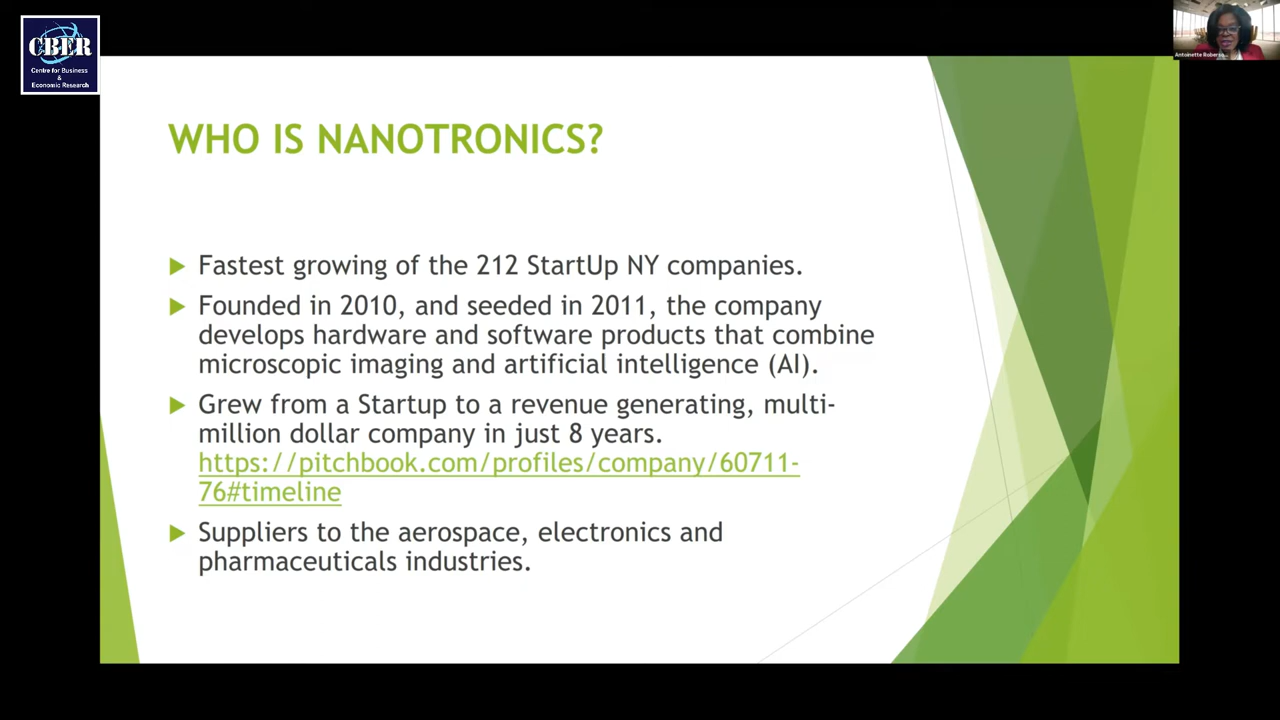 CBER
Centre for Business
&
Economic Research
Antoinette
WHO IS NANOTRONICS?
Fastest growing of the 212 StartUp NY companies.
Founded in 2010, and seeded in 2011, the company
develops hardware and software products that combine
microscopic imaging and artificial intelligence (AI).
Grew from a Startup to a revenue generating, multi-
million dollar company in just 8 years.
https://pitchbook.com/profiles/company/60711-
76#timeline
Suppliers to the aerospace, electronics and
pharmaceuticals industries.